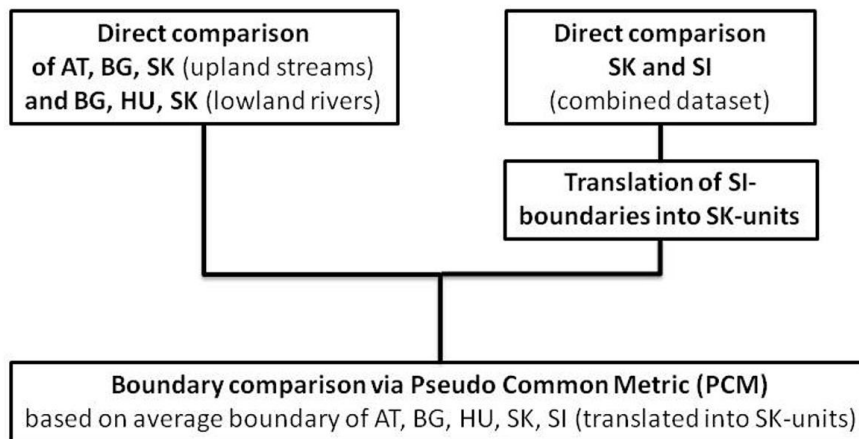 Direct comparison
of AT, BG, SK (upland streams)
and BG, HU, SK (lowland rivers)
Direct comparison
SK and SI
(combined dataset)
Translation of SI-
boundaries into SK-units
Boundary comparison via Pseudo Common Metric (PCM)
based on average boundary of AT, BG, HU, SK, SI (translated into SK-units)